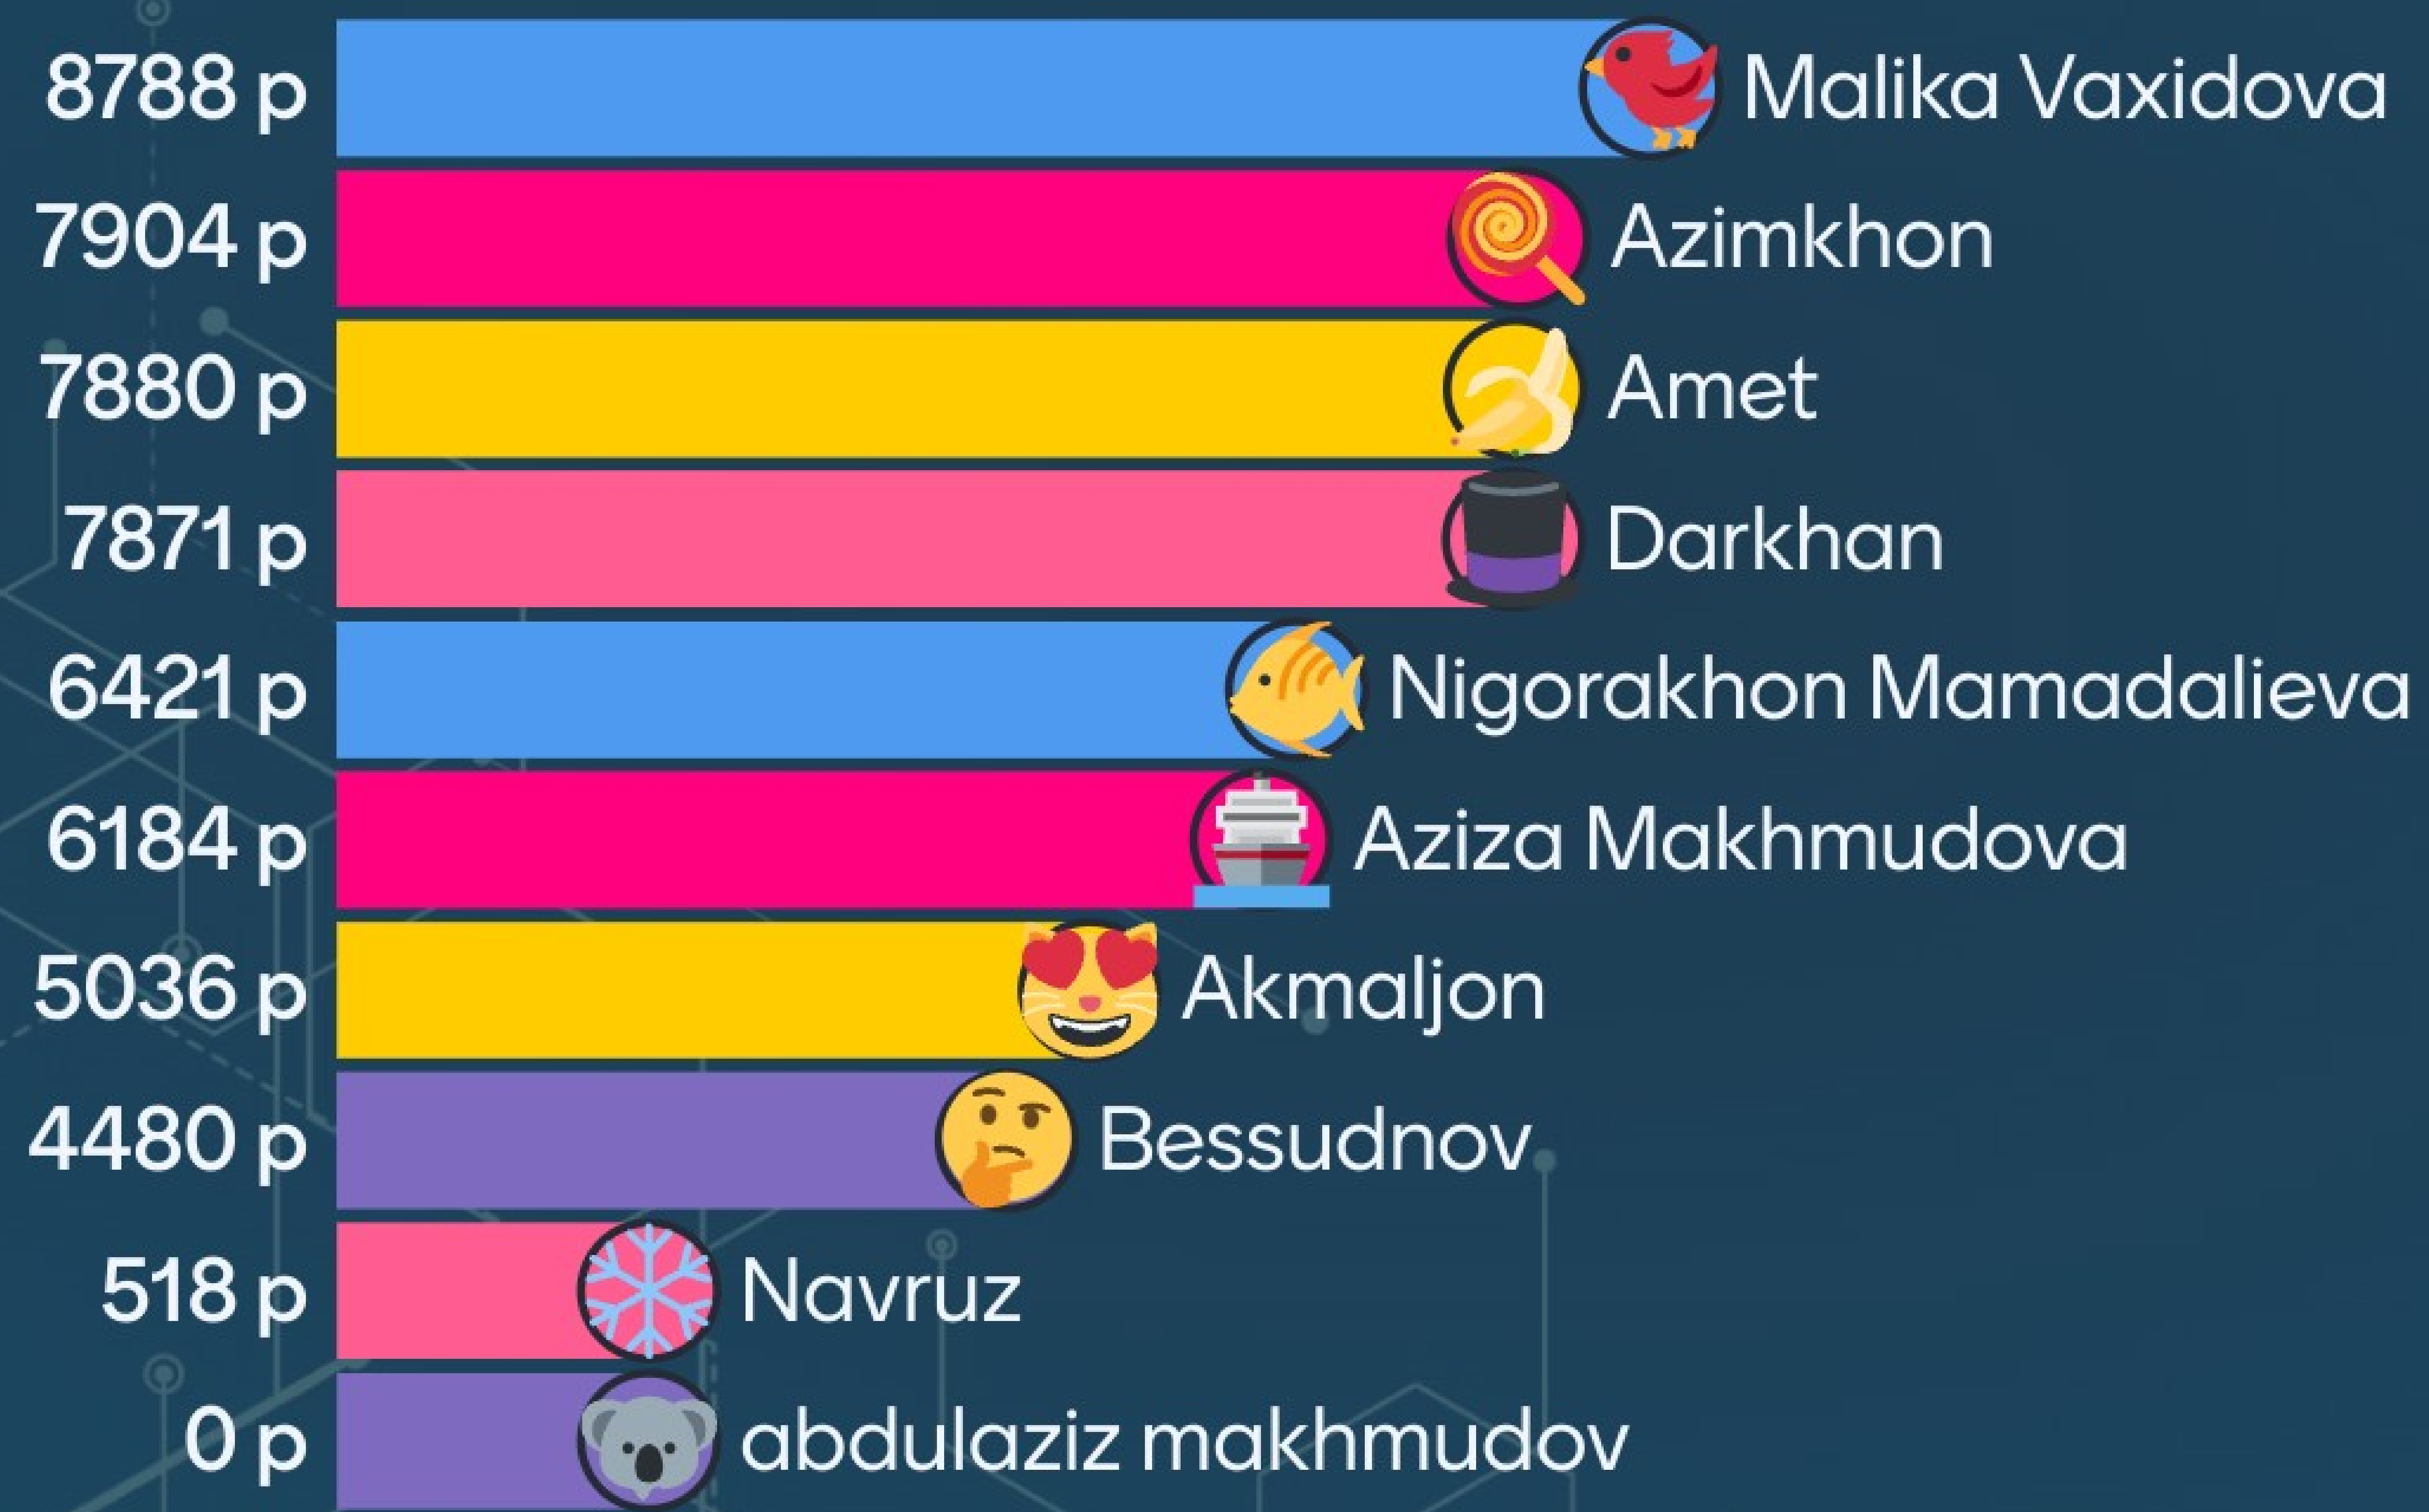 8788 p Malika Vaxidova
7904 p Azimkhon
7880 p Amet
7871 p Darkhan
6421 p Nigorakhon Mamadalieva
6184 p Aziza Makhmudova
5036 p Akmaljon
4480 p Bessudnov
518 p Navruz
0 p abdulaziz makhmudov